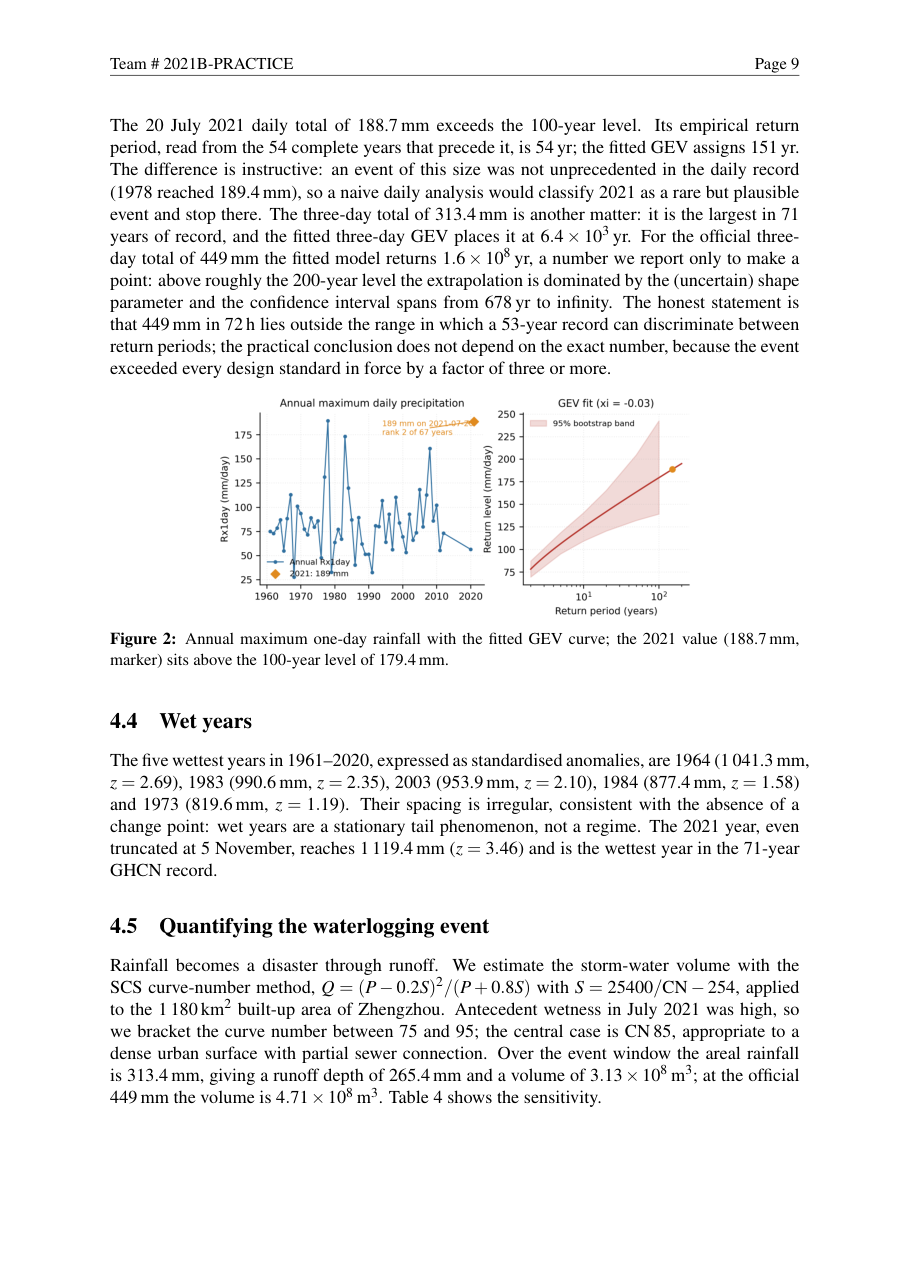 Team # 2021B-PRACTICE Page 9
The 20 July 2021 daily total of 188.7 mm exceeds the 100-year level. Its empirical return
period, read from the 54 complete years that precede it, is 54 yr; the fitted GEV assigns 151 yr.
The difference is instructive: an event of this size was not unprecedented in the daily record
(1978 reached 189.4 mm), so a naive daily analysis would classify 2021 as a rare but plausible
event and stop there. The three-day total of 313.4 mm is another matter: it is the largest in 71
years of record, and the fitted three-day GEV places it at 6.4 × 10³ yr. For the official three-
day total of 449 mm the fitted model returns 1.6 × 10⁸ yr, a number we report only to make a
point: above roughly the 200-year level the extrapolation is dominated by the (uncertain) shape
parameter and the confidence interval spans from 678 yr to infinity. The honest statement is
that 449 mm in 72 h lies outside the range in which a 53-year record can discriminate between
return periods; the practical conclusion does not depend on the exact number, because the event
exceeded every design standard in force by a factor of three or more.
Annual maximum daily precipitation
189 mm on 2021-07-20
rank 2 of 67 years
Rx1day (mm/day)
175
150
125
100
75
50
25
Annual Rx1day
2021: 189 mm
1960 1970 1980 1990 2000 2010 2020
GEV fit (xi = -0.03)
95% bootstrap band
Return level (mm/day)
250
225
200
175
150
125
100
75
10¹ 10²
Return period (years)
Figure 2: Annual maximum one-day rainfall with the fitted GEV curve; the 2021 value (188.7 mm,
marker) sits above the 100-year level of 179.4 mm.
4.4 Wet years
The five wettest years in 1961–2020, expressed as standardised anomalies, are 1964 (1 041.3 mm,
z = 2.69), 1983 (990.6 mm, z = 2.35), 2003 (953.9 mm, z = 2.10), 1984 (877.4 mm, z = 1.58)
and 1973 (819.6 mm, z = 1.19). Their spacing is irregular, consistent with the absence of a
change point: wet years are a stationary tail phenomenon, not a regime. The 2021 year, even
truncated at 5 November, reaches 1 119.4 mm (z = 3.46) and is the wettest year in the 71-year
GHCN record.
4.5 Quantifying the waterlogging event
Rainfall becomes a disaster through runoff. We estimate the storm-water volume with the
SCS curve-number method, Q = (P − 0.2S)²/(P + 0.8S) with S = 25400/CN − 254, applied
to the 1 180 km² built-up area of Zhengzhou. Antecedent wetness in July 2021 was high, so
we bracket the curve number between 75 and 95; the central case is CN 85, appropriate to a
dense urban surface with partial sewer connection. Over the event window the areal rainfall
is 313.4 mm, giving a runoff depth of 265.4 mm and a volume of 3.13 × 10⁸ m³; at the official
449 mm the volume is 4.71 × 10⁸ m³. Table 4 shows the sensitivity.